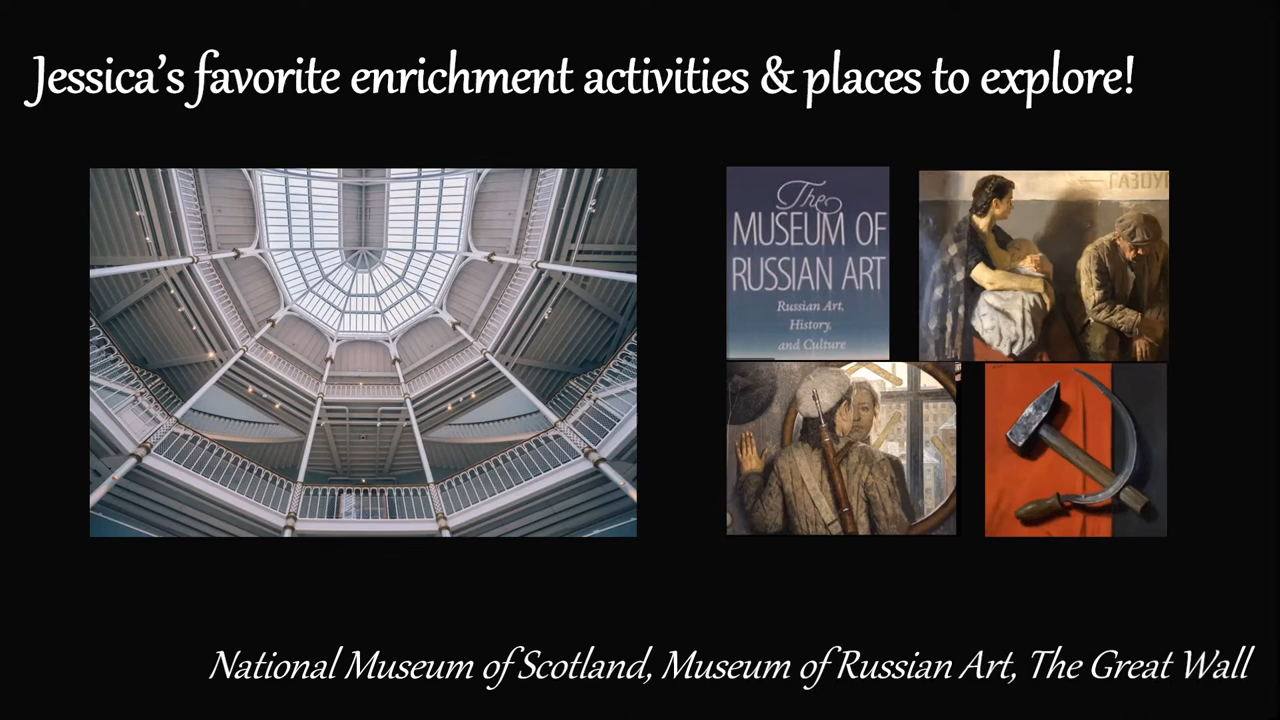 Jessica's favorite enrichment activities & places to explore!
The
MUSEUM OF
RUSSIAN ART
Russian Art,
History,
and Culture
National Museum of Scotland, Museum of Russian Art, The Great Wall